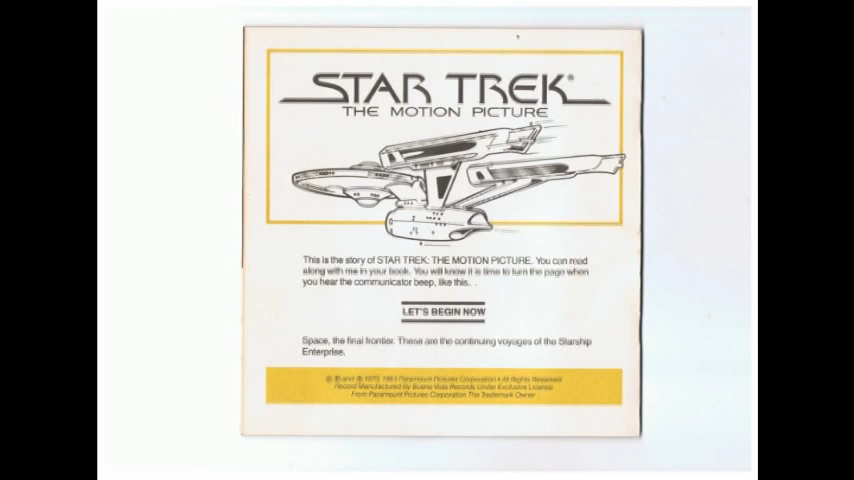 STAR TREK®
THE MOTION PICTURE
This is the story of STAR TREK: THE MOTION PICTURE. You can read
along with me in your book. You will know it is time to turn the page when
you hear the communicator beep, like this. .
LET'S BEGIN NOW
Space, the final frontier. These are the continuing voyages of the Starship
Enterprise.
1979, 1983 Paramount Pictures Corporation • All Rights Reserved
Record Manufactured by Buena Vista Records Under Exclusive License
From Paramount Pictures Corporation The Trademark Owner